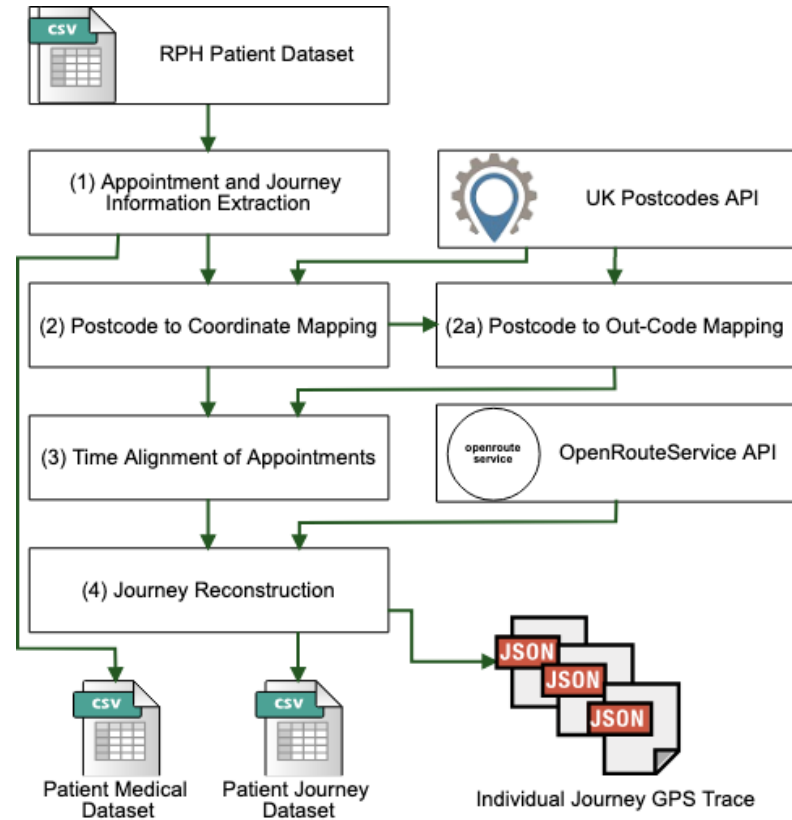 CSV
RPH Patient Dataset
(1) Appointment and Journey
Information Extraction
UK Postcodes API
(2) Postcode to Coordinate Mapping
(2a) Postcode to Out-Code Mapping
(3) Time Alignment of Appointments
openroute
service
OpenRouteService API
(4) Journey Reconstruction
JSON
JSON
JSON
CSV
CSV
Patient Medical
Dataset
Patient Journey
Dataset
Individual Journey GPS Trace